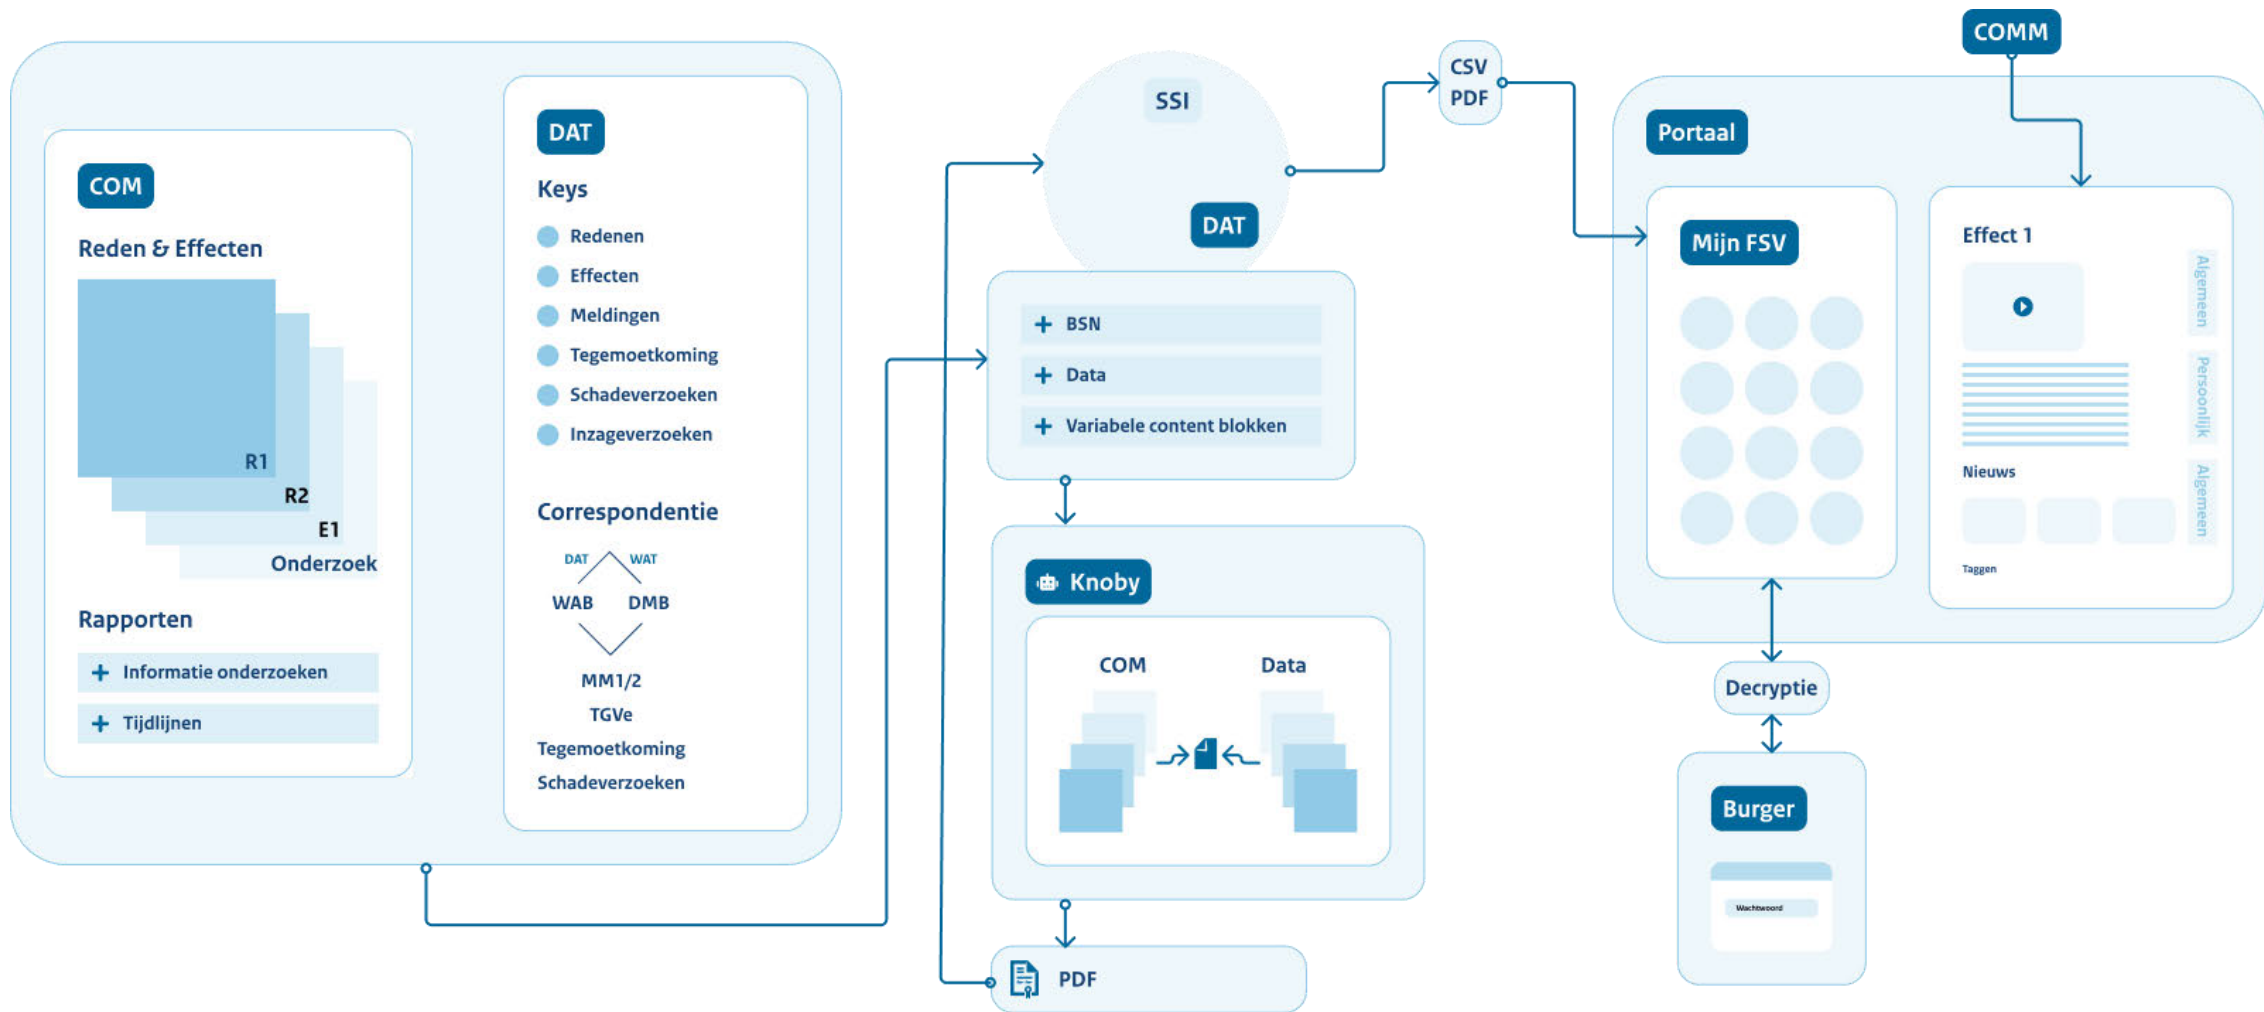 COM
Reden & Effecten
R1
R2
E1
Onderzoek
Rapporten
Informatie onderzoeken
Tijdlijnen
DAT
Keys
Redenen
Effecten
Meldingen
Tegemoetkoming
Schadeverzoeken
Inzageverzoeken
Correspondentie
DAT WAT
WAB DMB
MM1/2
TGVe
Tegemoetkoming
Schadeverzoeken
SSI
DAT
BSN
Data
Variabele content blokken
Knoby
COM Data
PDF
CSV
PDF
COMM
Portaal
Mijn FSV
Effect 1
Algemeen
Persoonlijk
Nieuws
Algemeen
Taggen
Decryptie
Burger
Wachtwoord